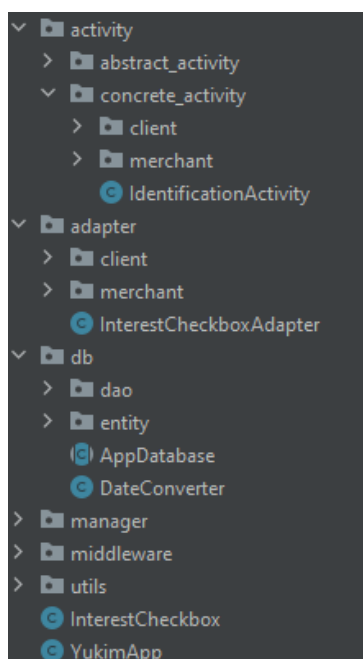 activity
abstract_activity
concrete_activity
client
merchant
IdentificationActivity
adapter
client
merchant
InterestCheckboxAdapter
db
dao
entity
AppDatabase
DateConverter
manager
middleware
utils
InterestCheckbox
YukimApp